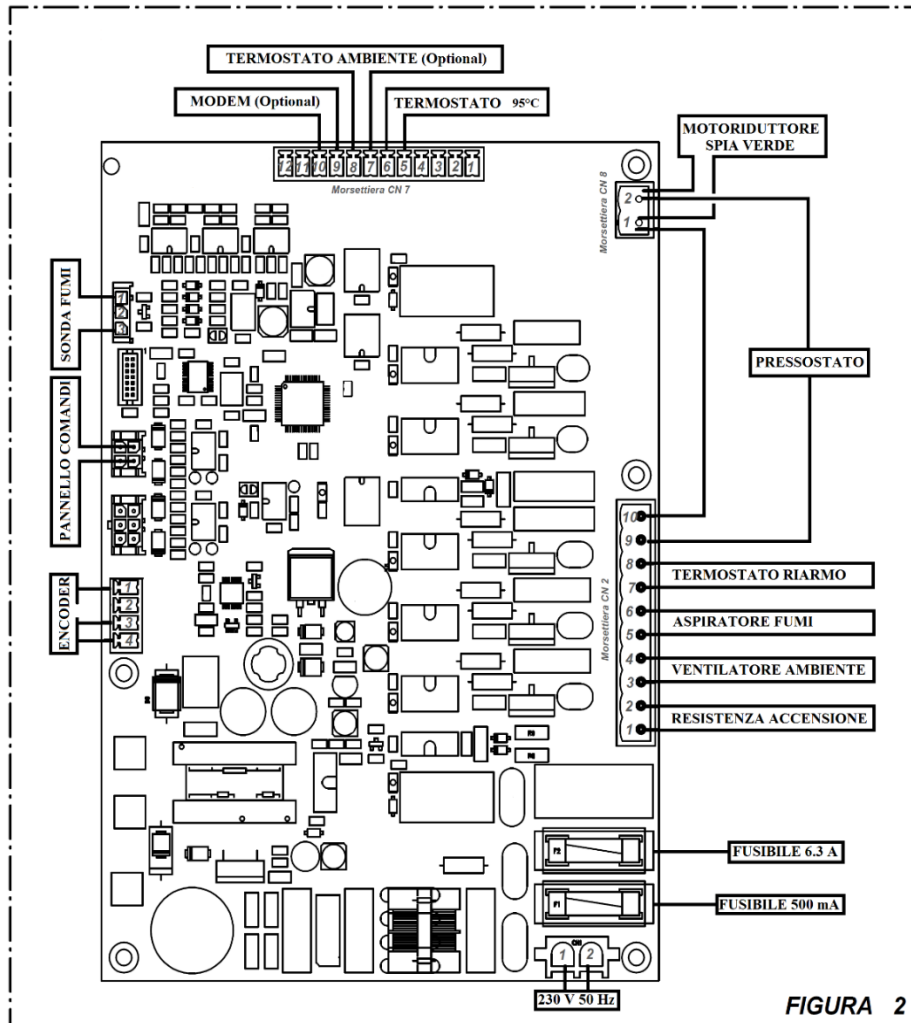 TERMOSTATO AMBIENTE (Optional)
MODEM (Optional)
TERMOSTATO 95°C
MOTORIDUTTORE
SPIA VERDE
12 11 10 9 8 7 6 5 4 3 2 1
Morsettiera CN 7
2
1
Morsettiera CN 8
SONDA FUMI
1
2
3
PRESSOSTATO
PANNELLO COMANDI
ENCODER
1
2
3
4
Morsettiera CN 2
10
9
8
7
6
5
4
3
2
1
TERMOSTATO RIARMO
ASPIRATORE FUMI
VENTILATORE AMBIENTE
RESISTENZA ACCENSIONE
F2
FUSIBILE 6.3 A
F1
FUSIBILE 500 mA
1 2
230 V 50 Hz
FIGURA 2